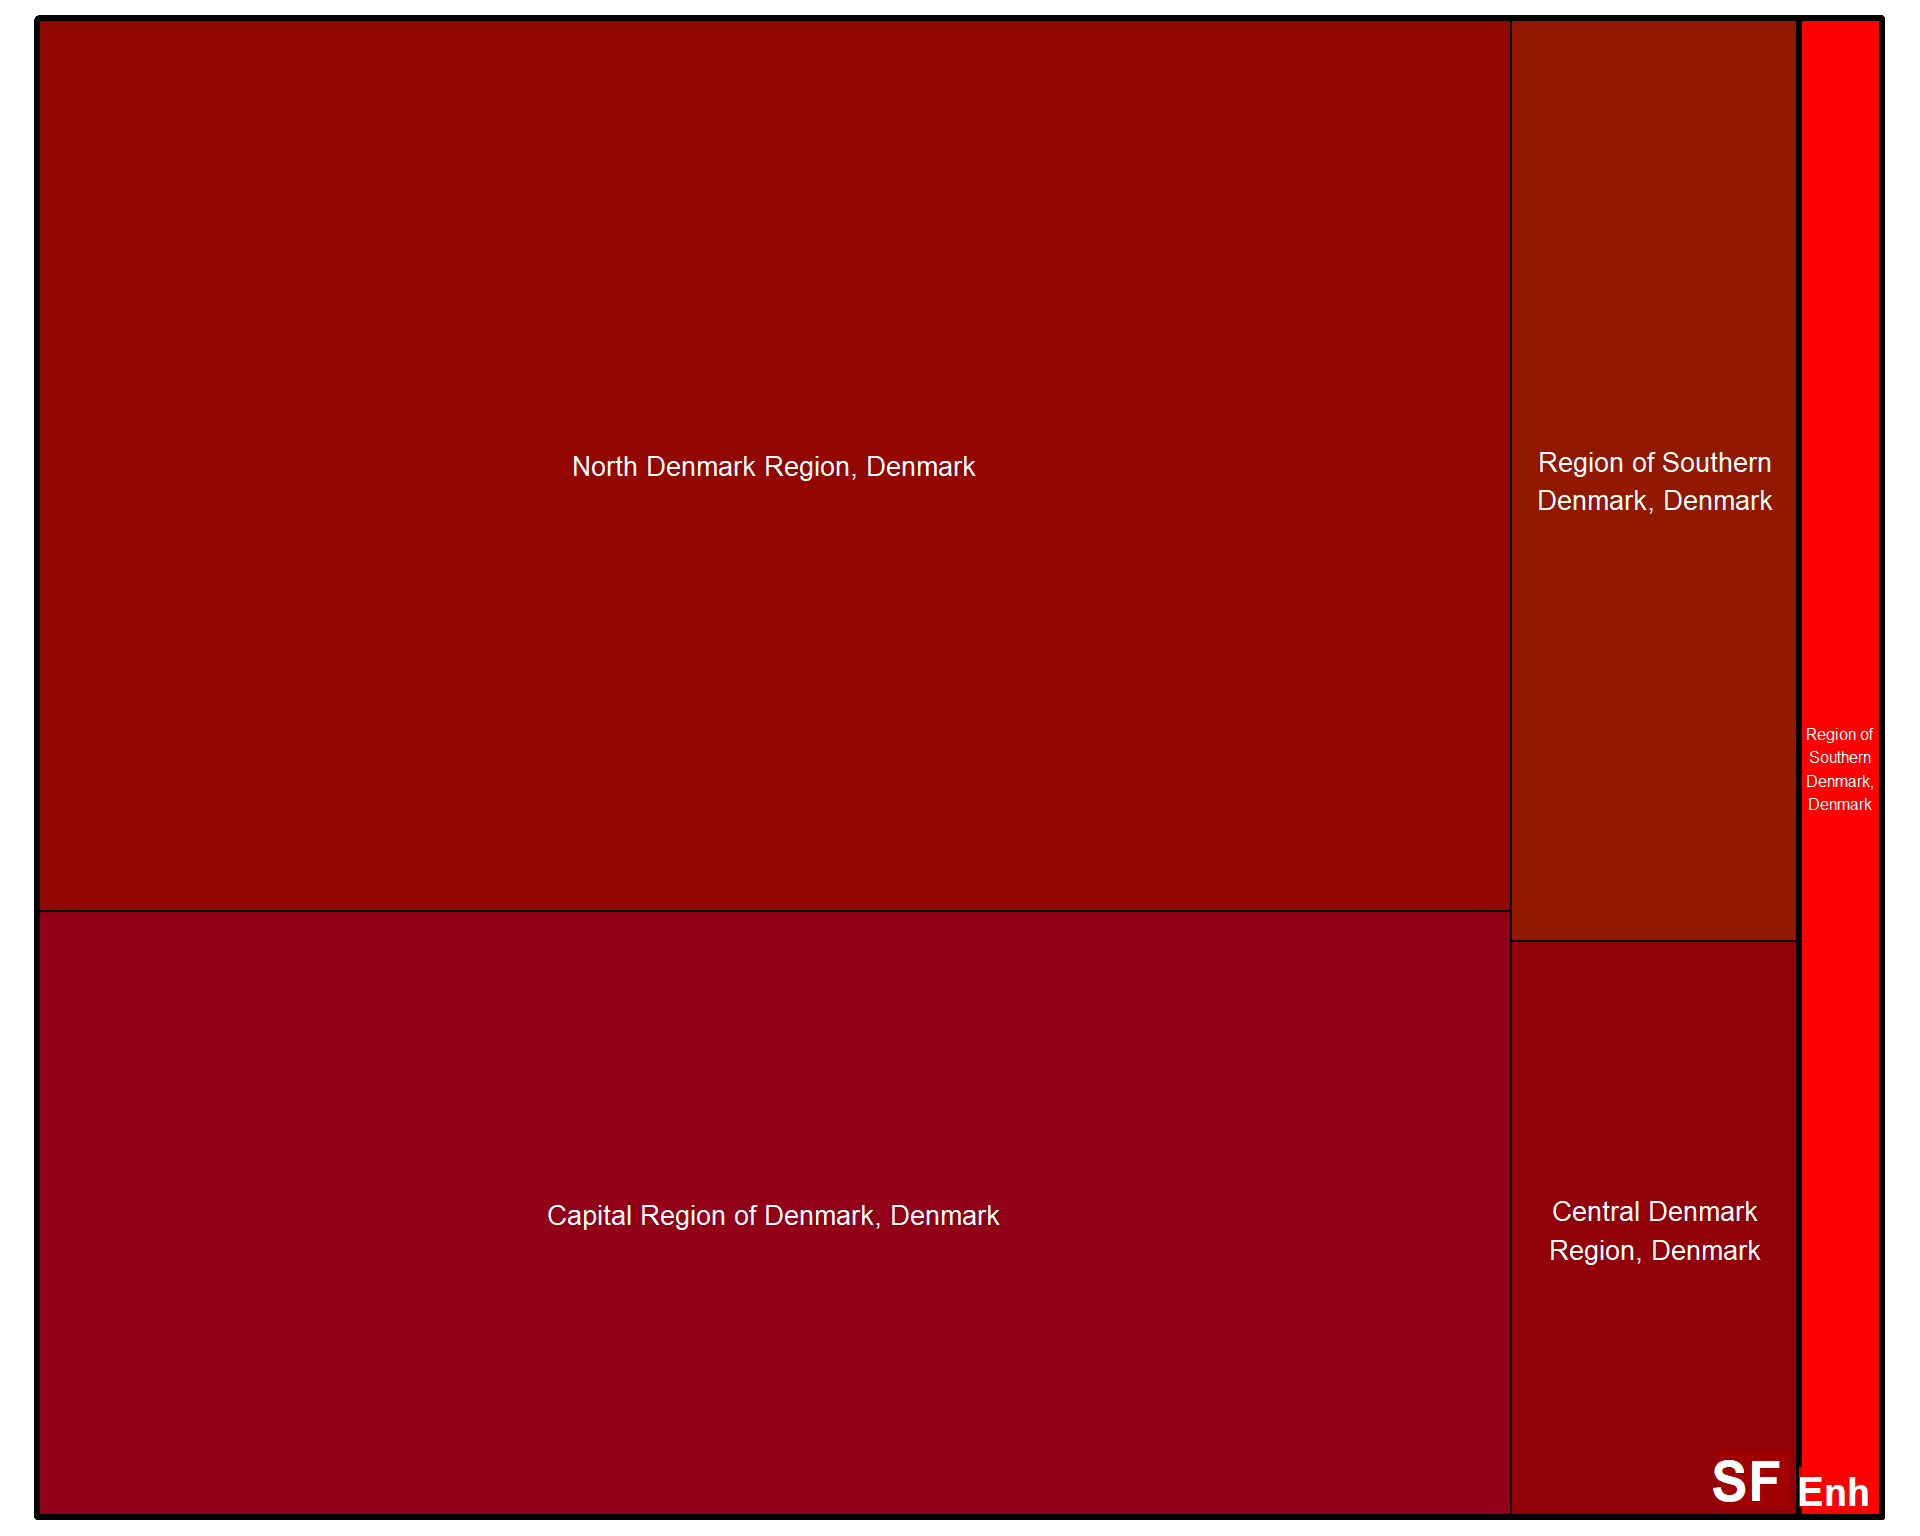 North Denmark Region, Denmark
Region of Southern
Denmark, Denmark
Region of
Southern
Denmark,
Denmark
Capital Region of Denmark, Denmark
Central Denmark
Region, Denmark
SF
Enh